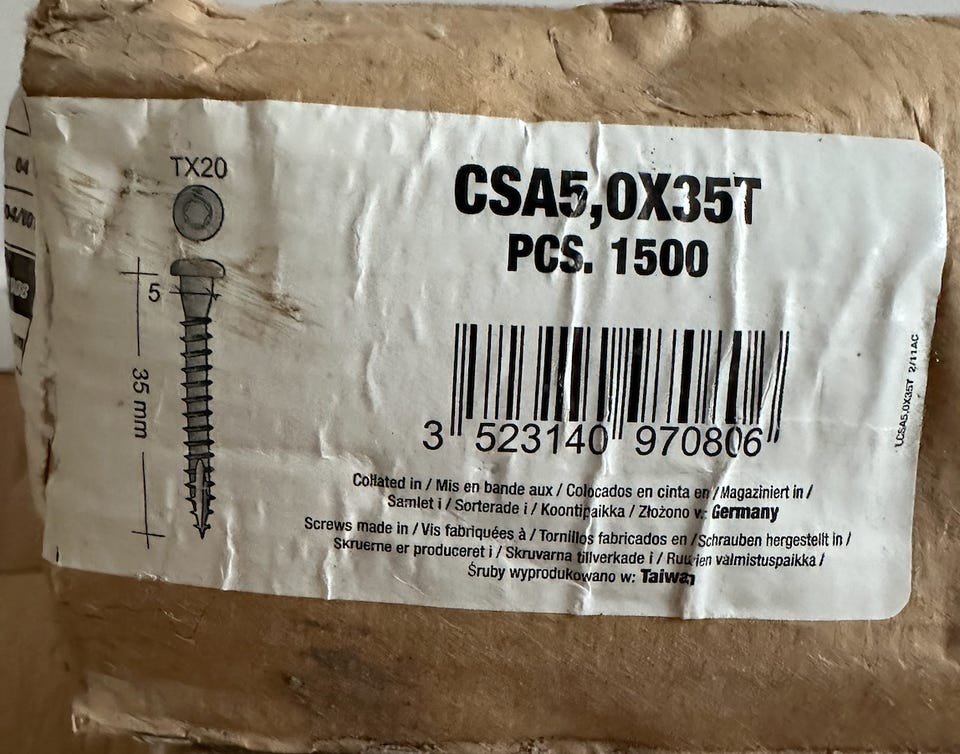 TX20
5
35 mm
CSA5,0X35T
PCS. 1500
3 523140 970806
Collated in / Mis en bande aux / Colocados en cinta en / Magaziniert in /
Samlet i / Sorterade i / Koontipaikka / Złożono w: Germany
Screws made in / Vis fabriquées à / Tornillos fabricados en / Schrauben hergestellt in /
Skruerne er produceret i / Skruvarna tillverkade i / Ruuvien valmistuspaikka /
Śruby wyprodukowano w: Taiwan
LCSA5,0X35T 2/11AC
04